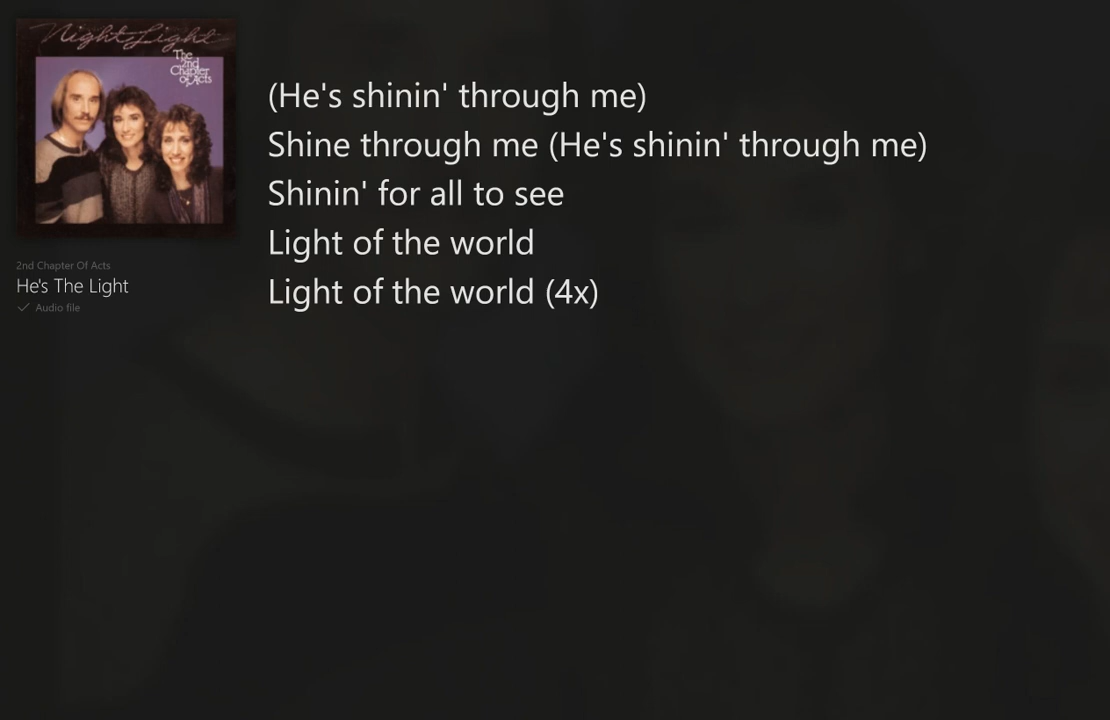 Night Light
The
2nd
Chapter
of Acts
(He's shinin' through me)
Shine through me (He's shinin' through me)
Shinin' for all to see
Light of the world
Light of the world (4x)
2nd Chapter Of Acts
He's The Light
Audio file